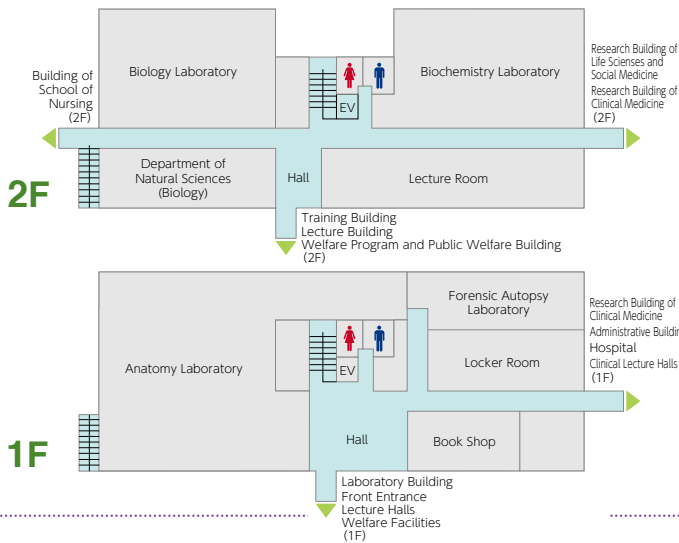 Biology Laboratory
Biochemistry Laboratory
Building of
School of
Nursing
(2F)
Research Building of
Life Scienses and
Social Medicine
Research Building of
Clinical Medicine
(2F)
EV
2F
Department of
Natural Sciences
(Biology)
Hall
Lecture Room
Training Building
Lecture Building
Welfare Program and Public Welfare Building
(2F)
Forensic Autopsy
Laboratory
Research Building of
Clinical Medicine
Administrative Buildin
Hospital
Clinical Lecture Halls
(1F)
Anatomy Laboratory
EV
Locker Room
1F
Hall
Book Shop
Laboratory Building
Front Entrance
Lecture Halls
Welfare Facilities
(1F)